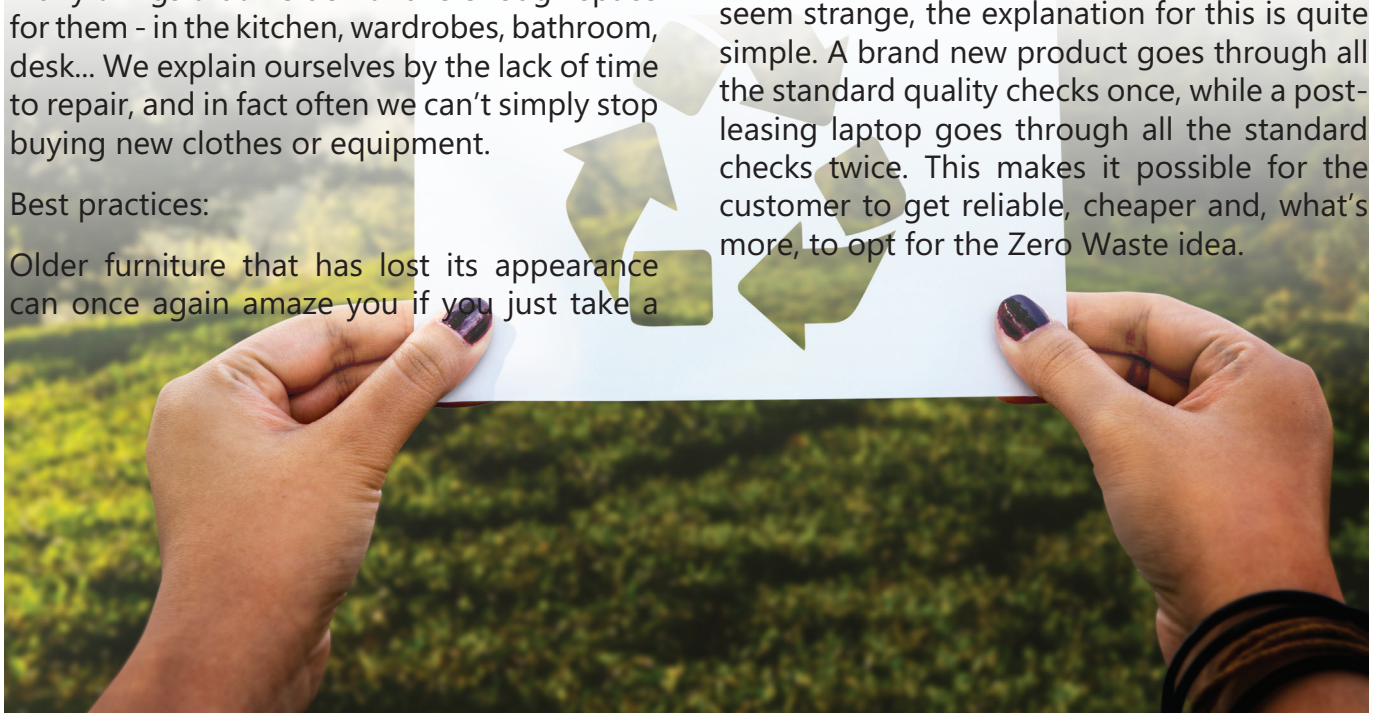 for them - in the kitchen, wardrobes, bathroom,
desk... We explain ourselves by the lack of time
to repair, and in fact often we can't simply stop
buying new clothes or equipment.
Best practices:
Older furniture that has lost its appearance
can once again amaze you if you just take a
seem strange, the explanation for this is quite
simple. A brand new product goes through all
the standard quality checks once, while a post-
leasing laptop goes through all the standard
checks twice. This makes it possible for the
customer to get reliable, cheaper and, what's
more, to opt for the Zero Waste idea.